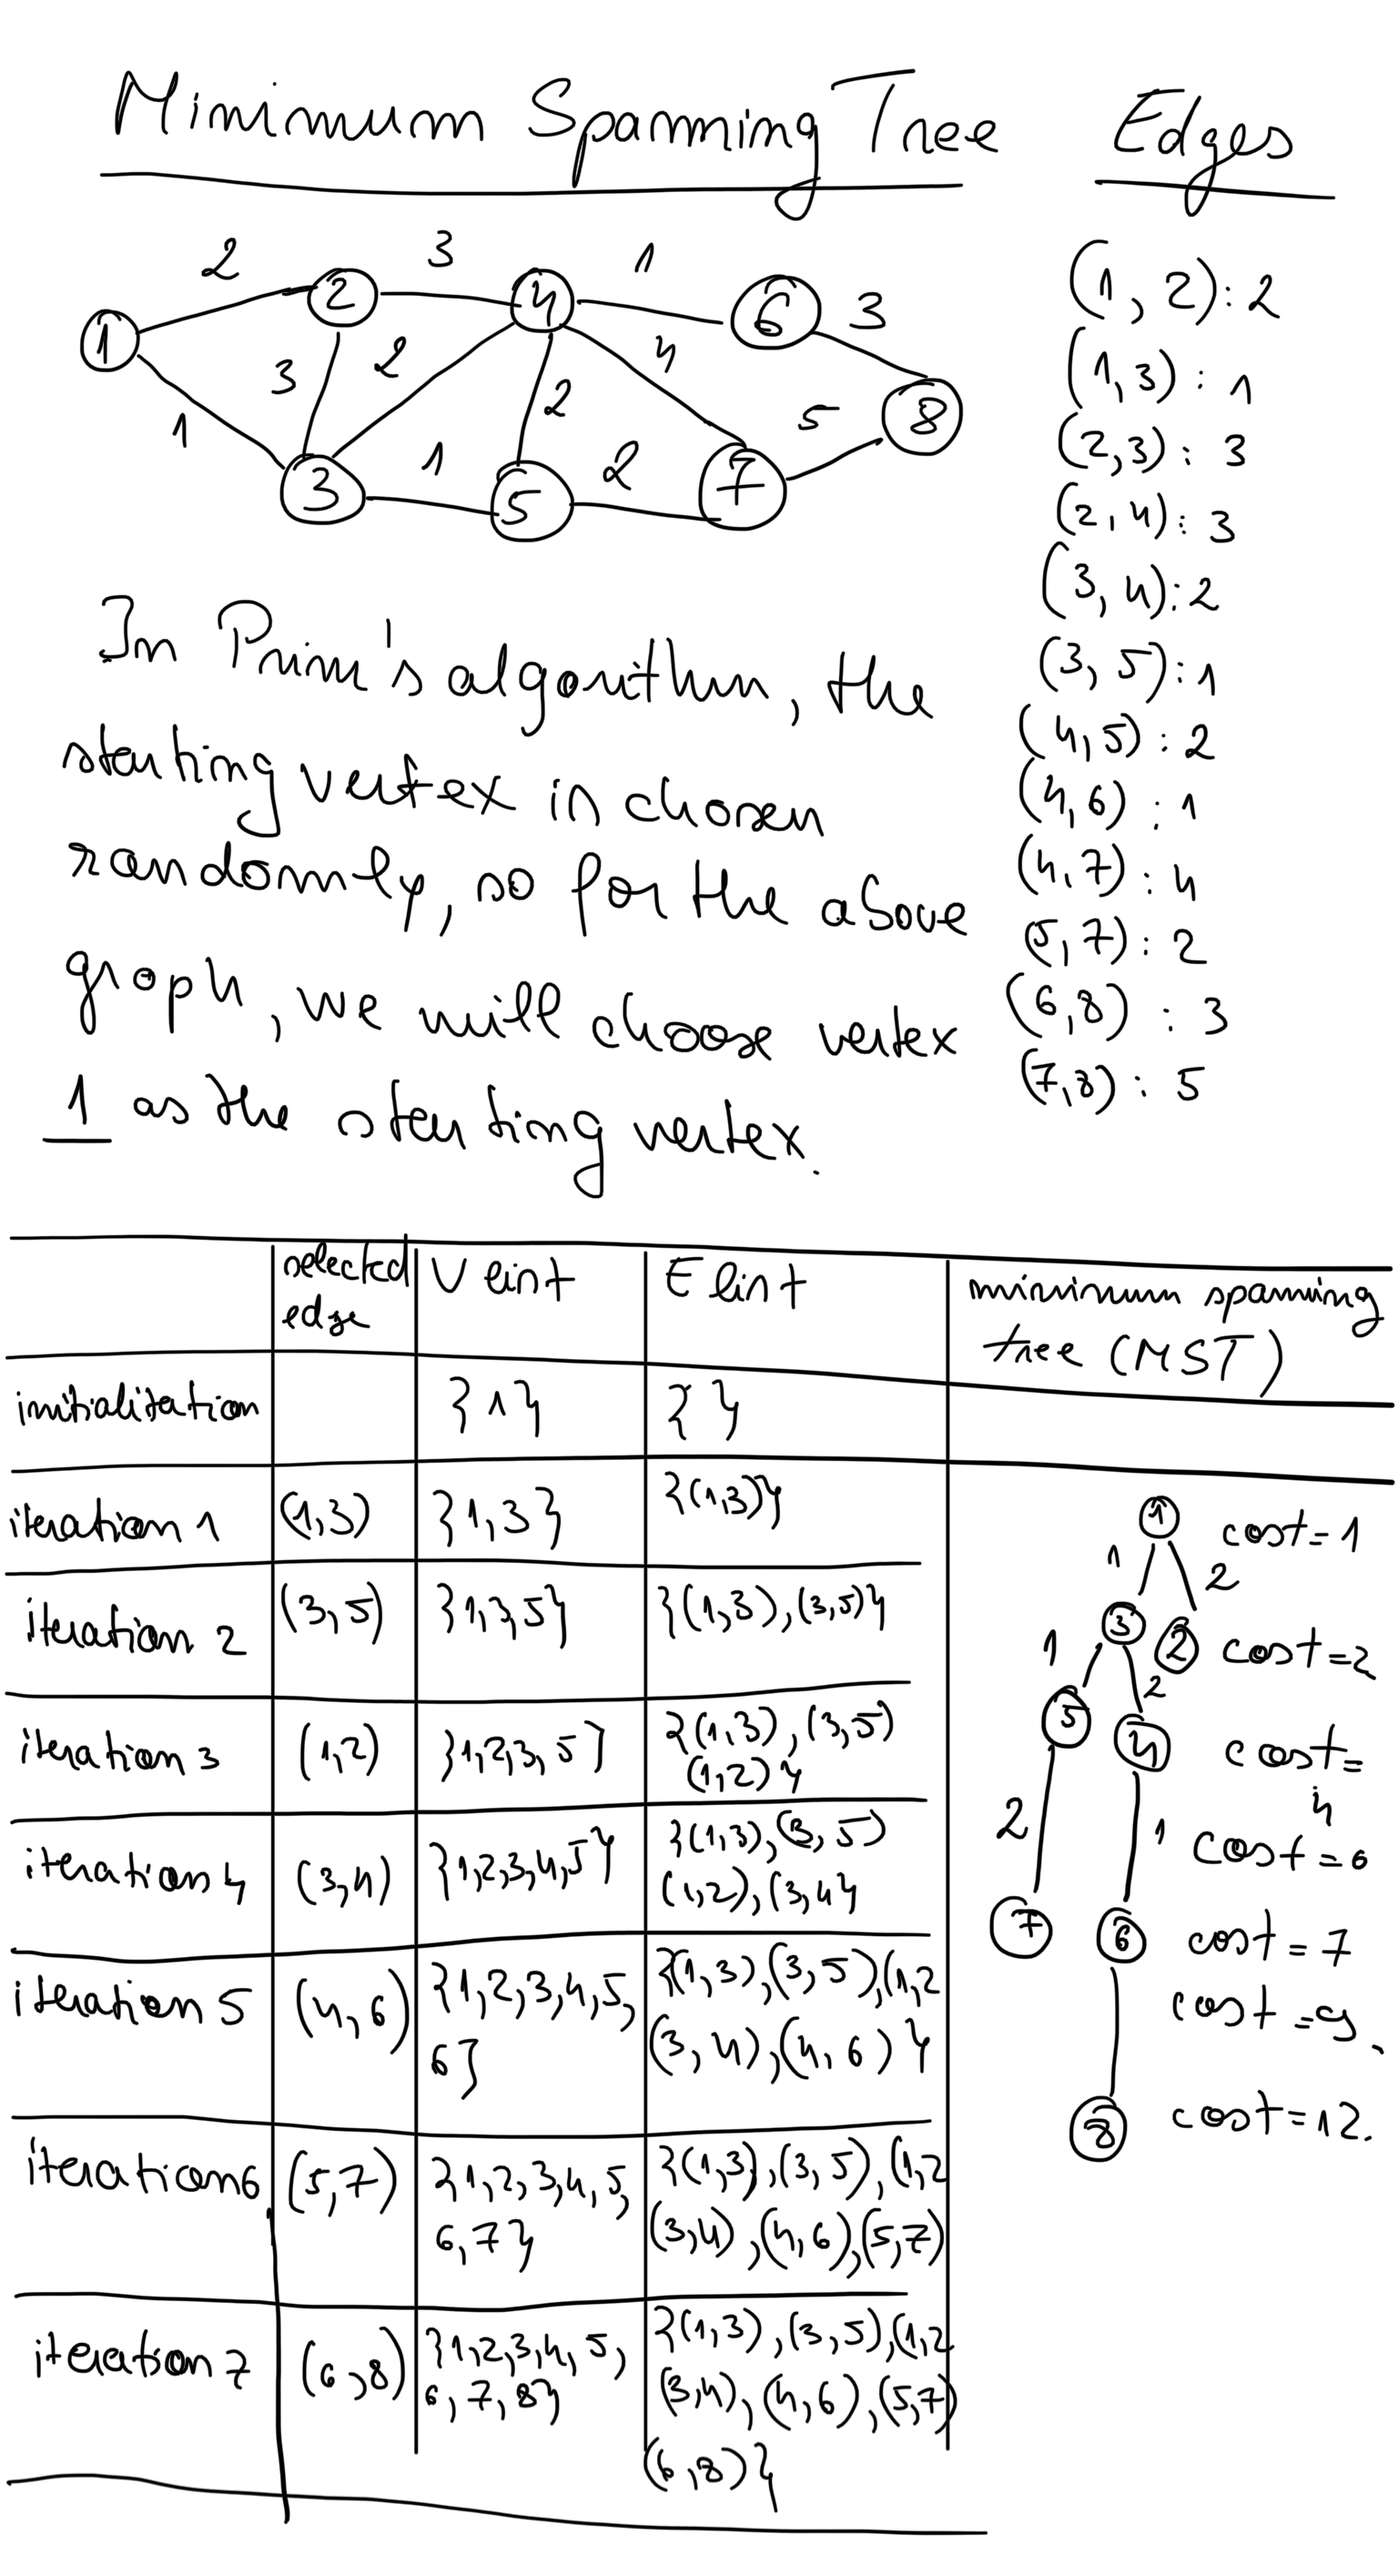 Minimum Spanning Tree
Edges
2
3
1
1
2
4
6
3
3
2
2
4
5
8
1
1
2
3
5
7
(1, 2): 2
(1,3) : 1
(2,3) : 3
(2,4): 3
(3,4):2
(3,5):1
(4,5) :2
(4,6) : 1
(4,7) : 4
(5,7) : 2
(6,8) : 3
(7,8) : 5
In Prim's algorithm, the
starting vertex is chosen
randomly, so for the above
graph, we will choose vertex
1 as the starting vertex.
selected edge
V list
E list
minimum spanning
tree (MST)
initialization
{1}
{ }
iteration 1
(1,3)
{1,3}
{(1,3)}
iteration 2
(3,5)
{1,3,5}
{(1,3),(3,5)}
iteration 3
(1,2)
{1,2,3,5}
{(1,3),(3,5)
(1,2)}
iteration 4
(3,4)
{1,2,3,4,5}
{(1,3),(3,5)
(1,2),(3,4}
iteration 5
(4,6)
{1,2,3,4,5,
6}
{(1,3),(3,5),(1,2
(3,4),(4,6)}
iteration 6
(5,7)
{1,2,3,4,5,
6,7}
{(1,3),(3,5),(1,2
(3,4),(4,6),(5,7)
iteration 7
(6,8)
{1,2,3,4,5,
6,7,8}
{(1,3),(3,5),(1,2
(3,4),(4,6),(5,7)
(6,8)}
1
cost=1
1
2
3
2
cost=2
1
2
5
4
cost=
4
2
1
cost=6
7
6
cost=7
cost=9.
8
cost=12.